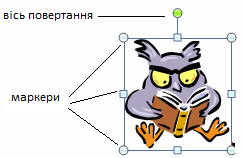 вісь повертання
маркери